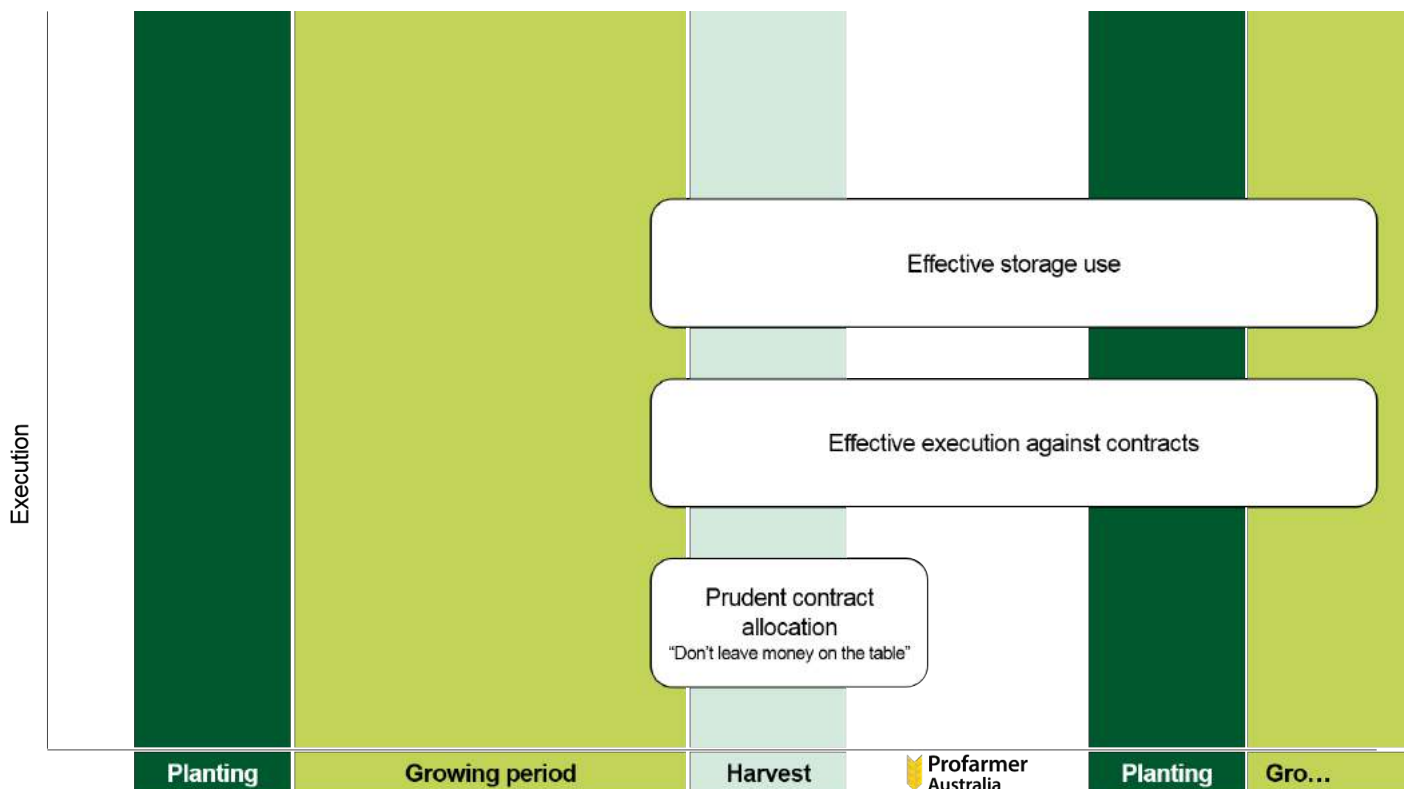 Effective storage use
Effective execution against contracts
Execution
Prudent contract
allocation
“Don’t leave money on the table”
Planting
Growing period
Harvest
Profarmer
Australia
Planting
Gro…